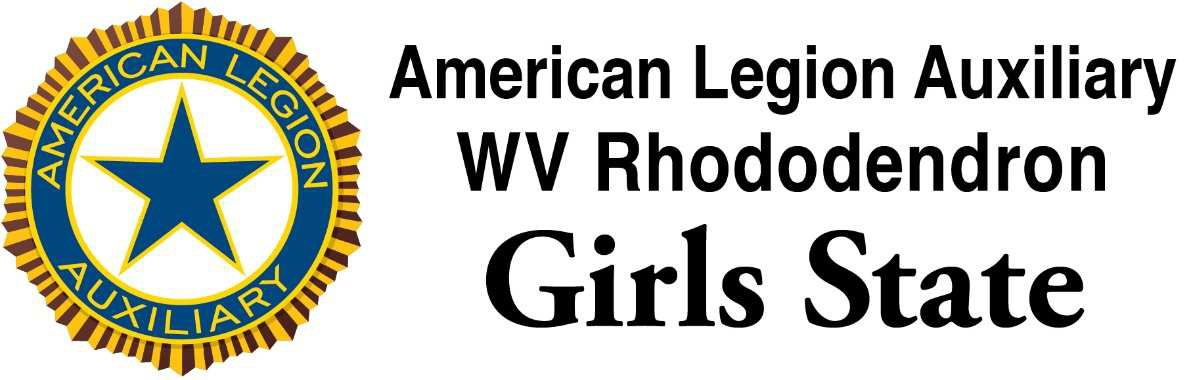 AMERICAN LEGION
AUXILIARY
American Legion Auxiliary
WV Rhododendron
Girls State